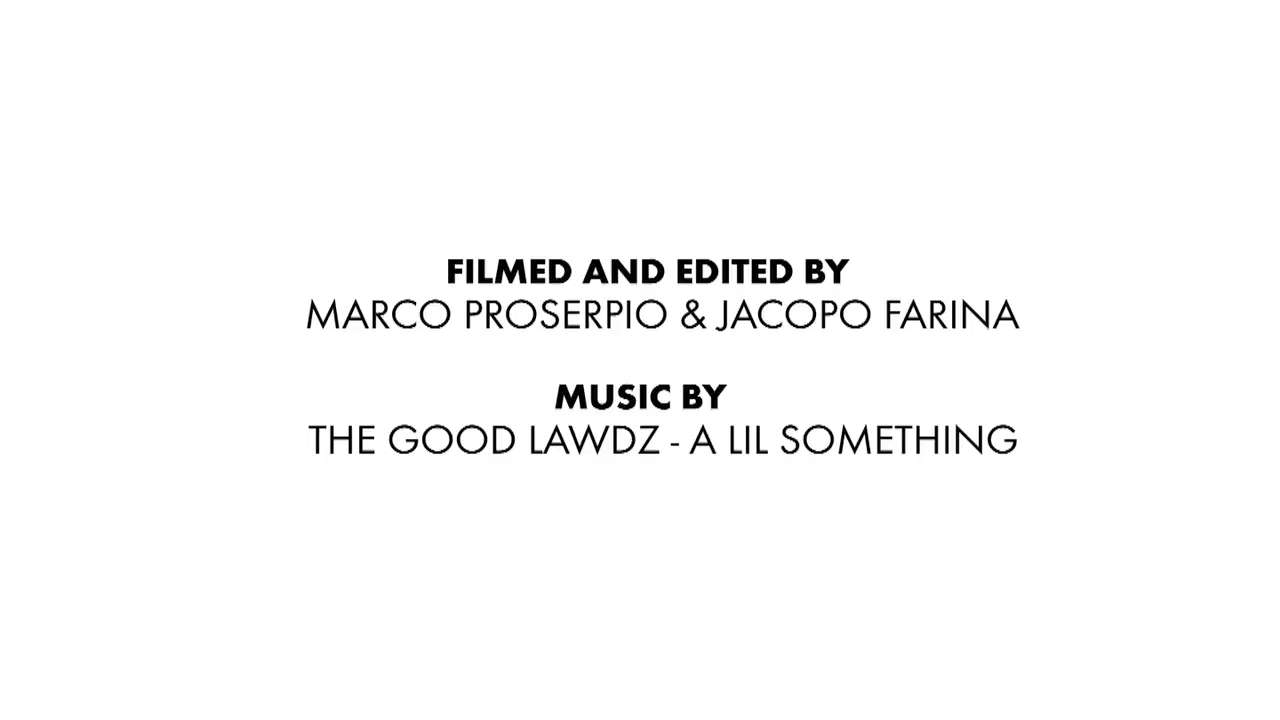 FILMED AND EDITED BY
MARCO PROSERPIO & JACOPO FARINA
MUSIC BY
THE GOOD LAWDZ - A LIL SOMETHING